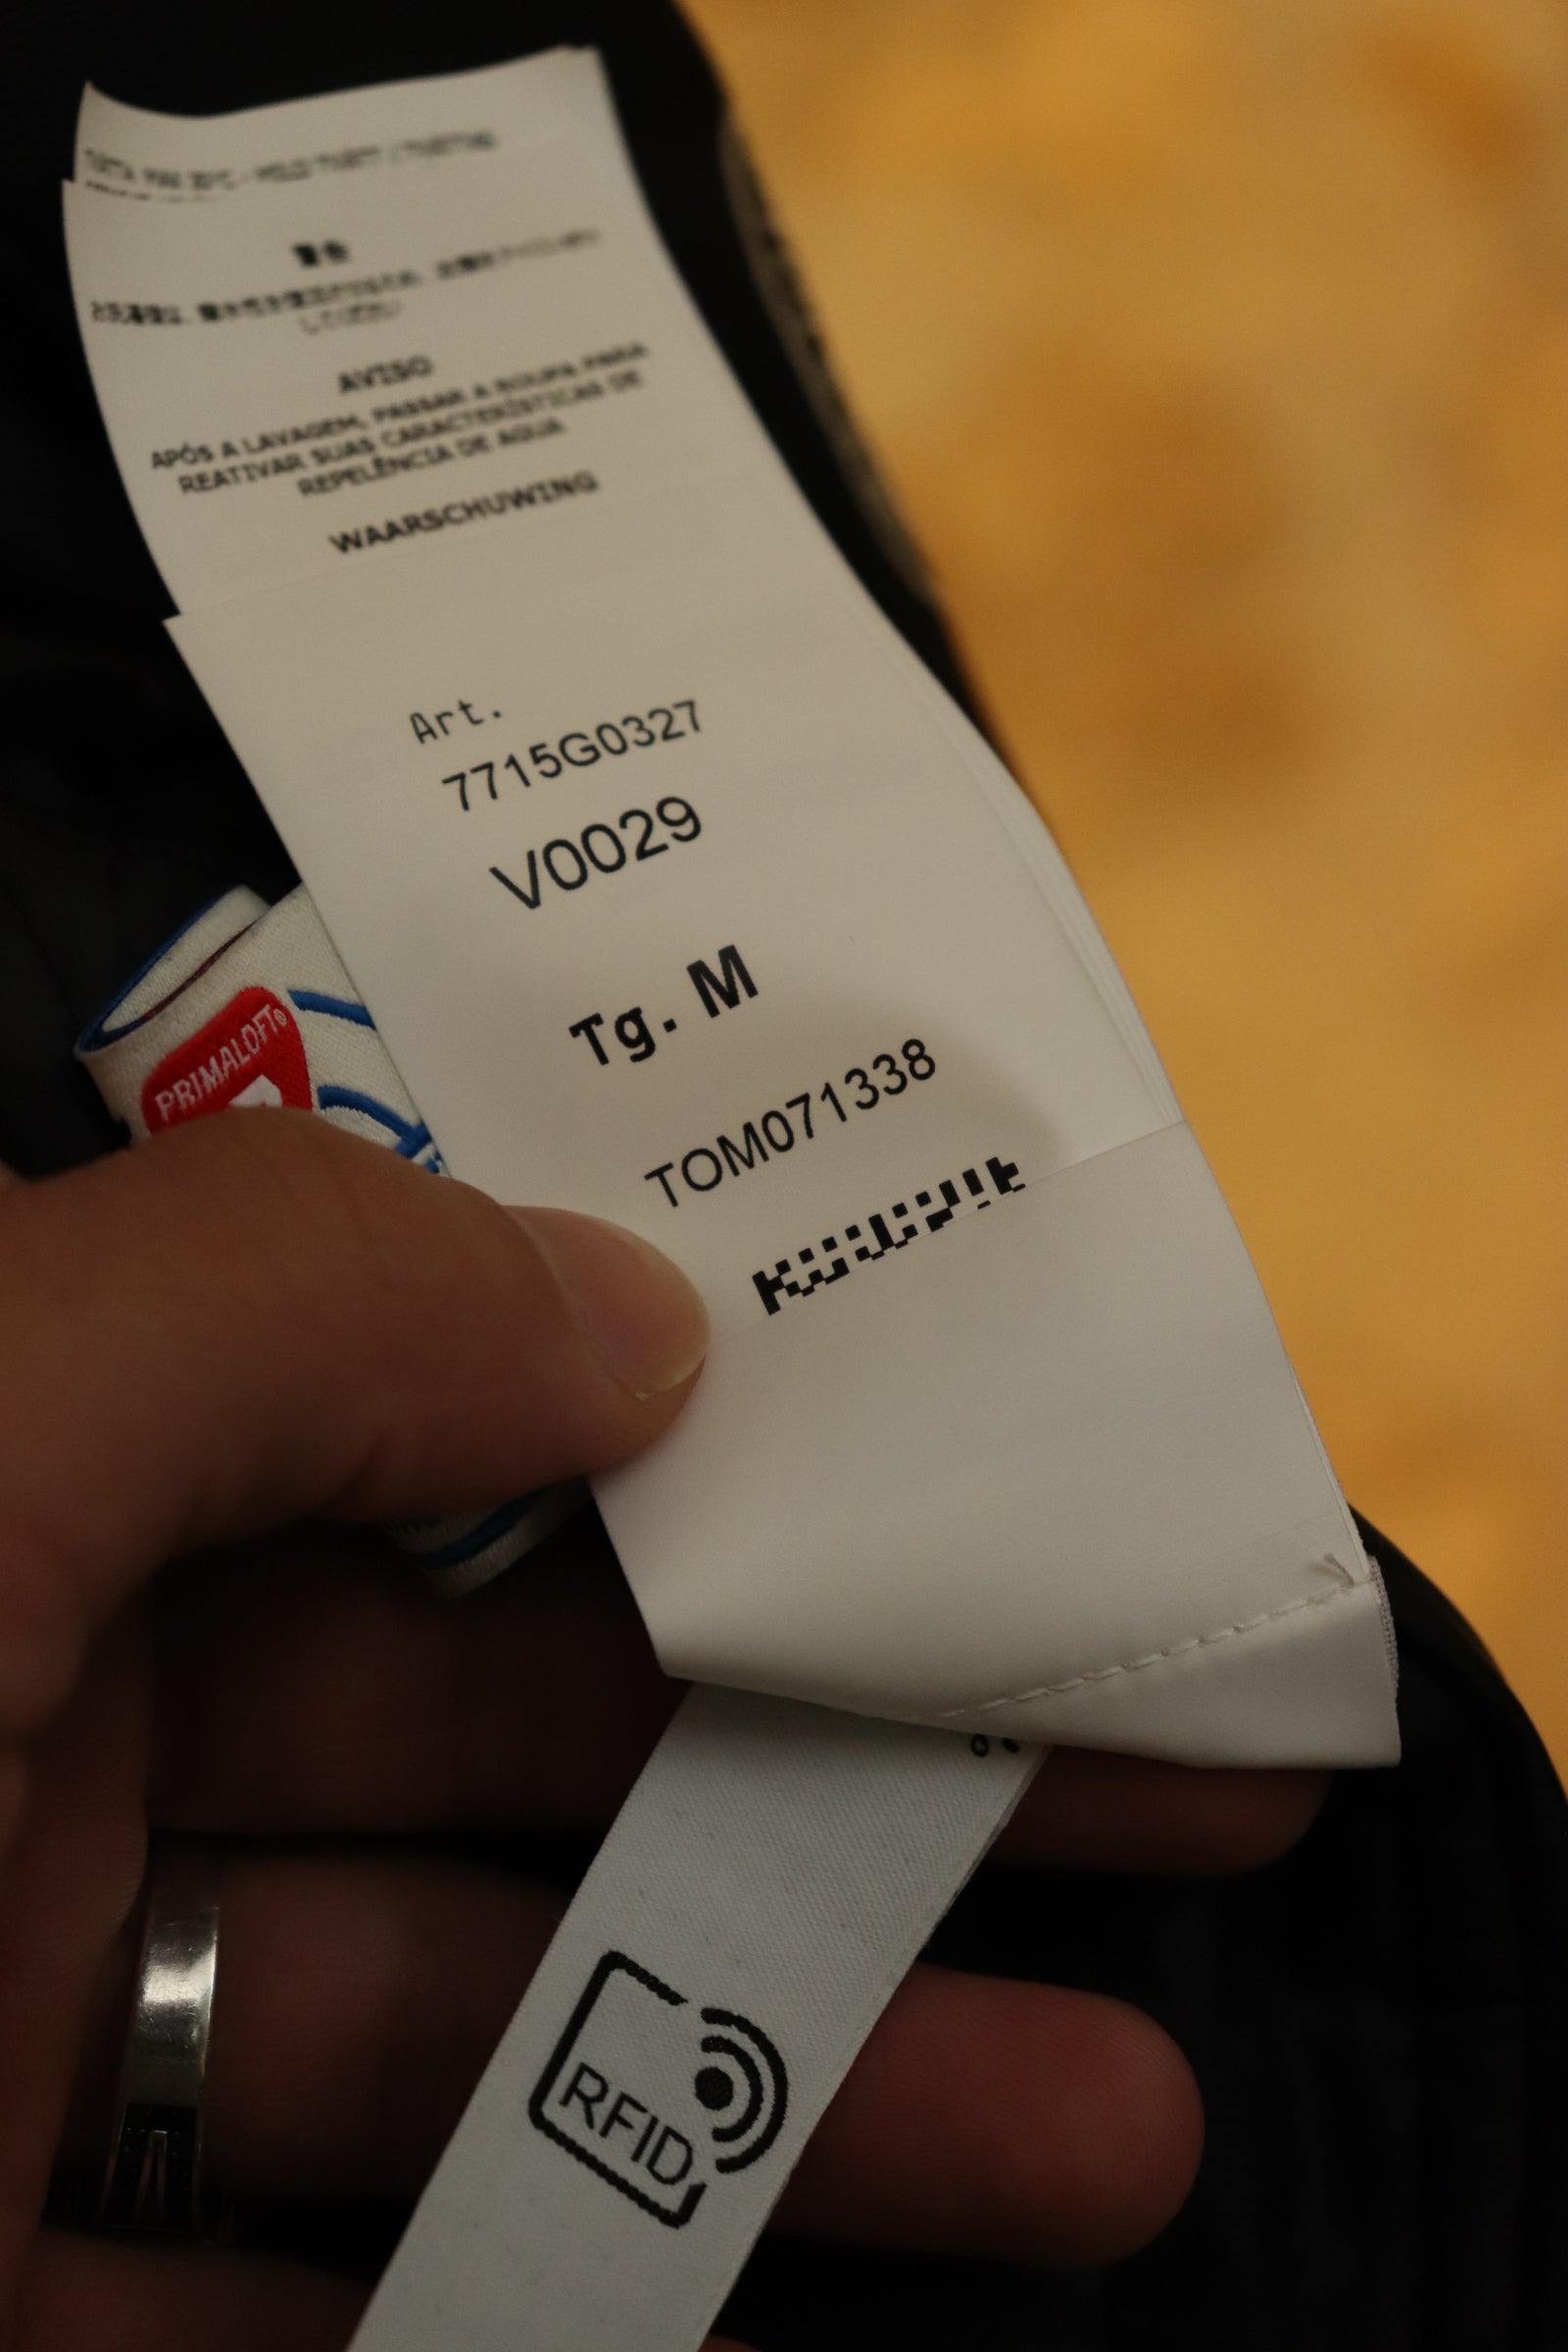 AVISO
APÓS A LAVAGEM, PASSAR A ROUPA PARA
REATIVAR SUAS CARACTERÍSTICAS DE
REPELÊNCIA DE AGUA
WAARSCHUWING
Art.
7715G0327
V0029
Tg. M
TOM071338
PRIMALOFT®
RFID